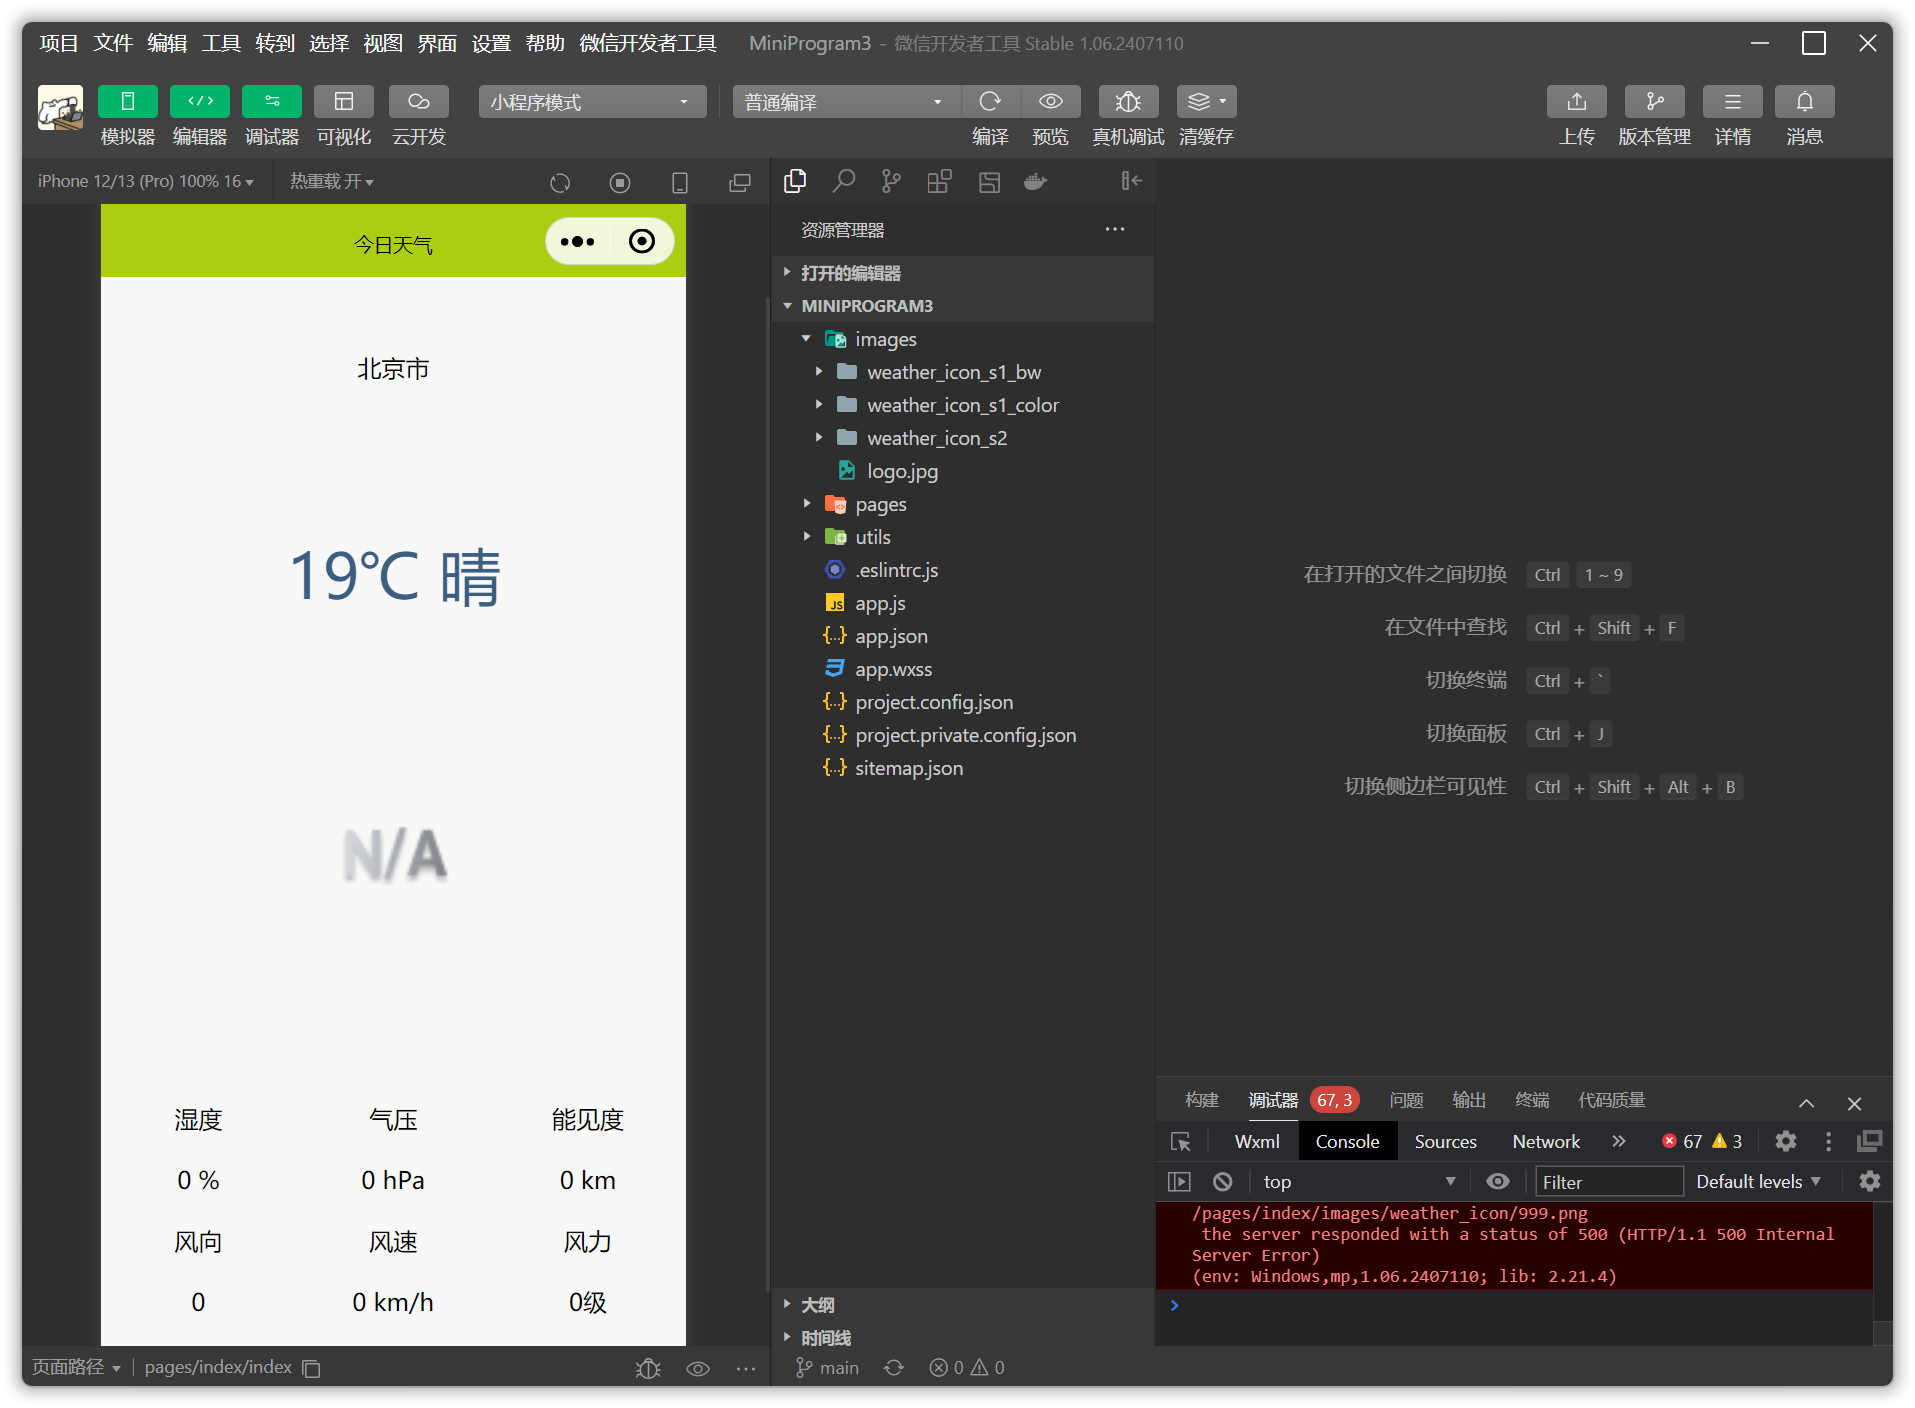 项目 文件 编辑 工具 转到 选择 视图 界面 设置 帮助 微信开发者工具 MiniProgram3 - 微信开发者工具 Stable 1.06.2407110
小程序模式 普通编译
模拟器 编辑器 调试器 可视化 云开发 编译 预览 真机调试 清缓存 上传 版本管理 详情 消息
iPhone 12/13 (Pro) 100% 16 热重载 开
今日天气
北京市
19℃ 晴
N/A
湿度 气压 能见度
0 % 0 hPa 0 km
风向 风速 风力
0 0 km/h 0级
页面路径 pages/index/index
资源管理器
打开的编辑器
MINIPROGRAM3
images
weather_icon_s1_bw
weather_icon_s1_color
weather_icon_s2
logo.jpg
pages
utils
.eslintrc.js
JS app.js
{..} app.json
app.wxss
{..} project.config.json
{..} project.private.config.json
{..} sitemap.json
大纲
时间线
main 0 0
在打开的文件之间切换 Ctrl 1 ~ 9
在文件中查找 Ctrl + Shift + F
切换终端 Ctrl + `
切换面板 Ctrl + J
切换侧边栏可见性 Ctrl + Shift + Alt + B
构建 调试器 67, 3 问题 输出 终端 代码质量
Wxml Console Sources Network 67 3
top Filter Default levels
/pages/index/images/weather_icon/999.png
the server responded with a status of 500 (HTTP/1.1 500 Internal
Server Error)
(env: Windows,mp,1.06.2407110; lib: 2.21.4)